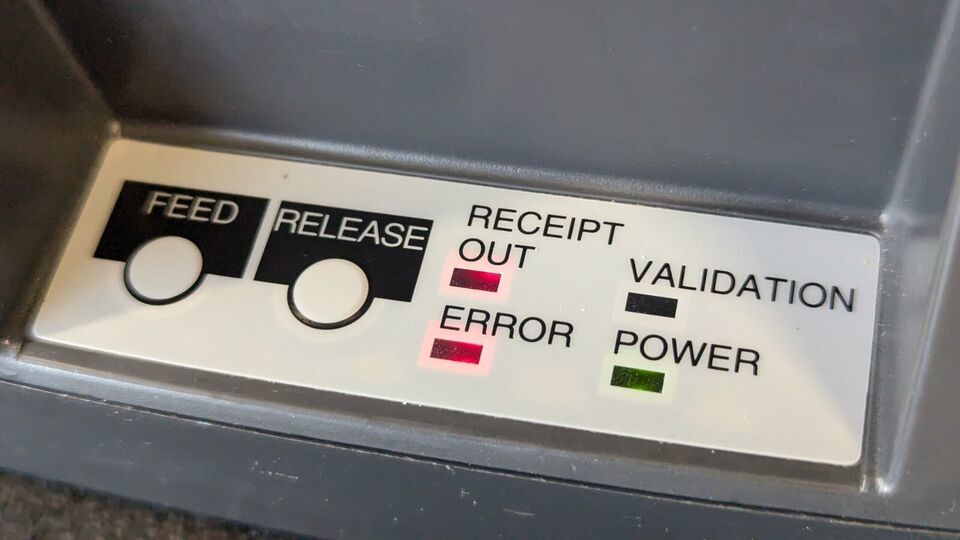 FEED
RELEASE
RECEIPT
OUT
ERROR
VALIDATION
POWER